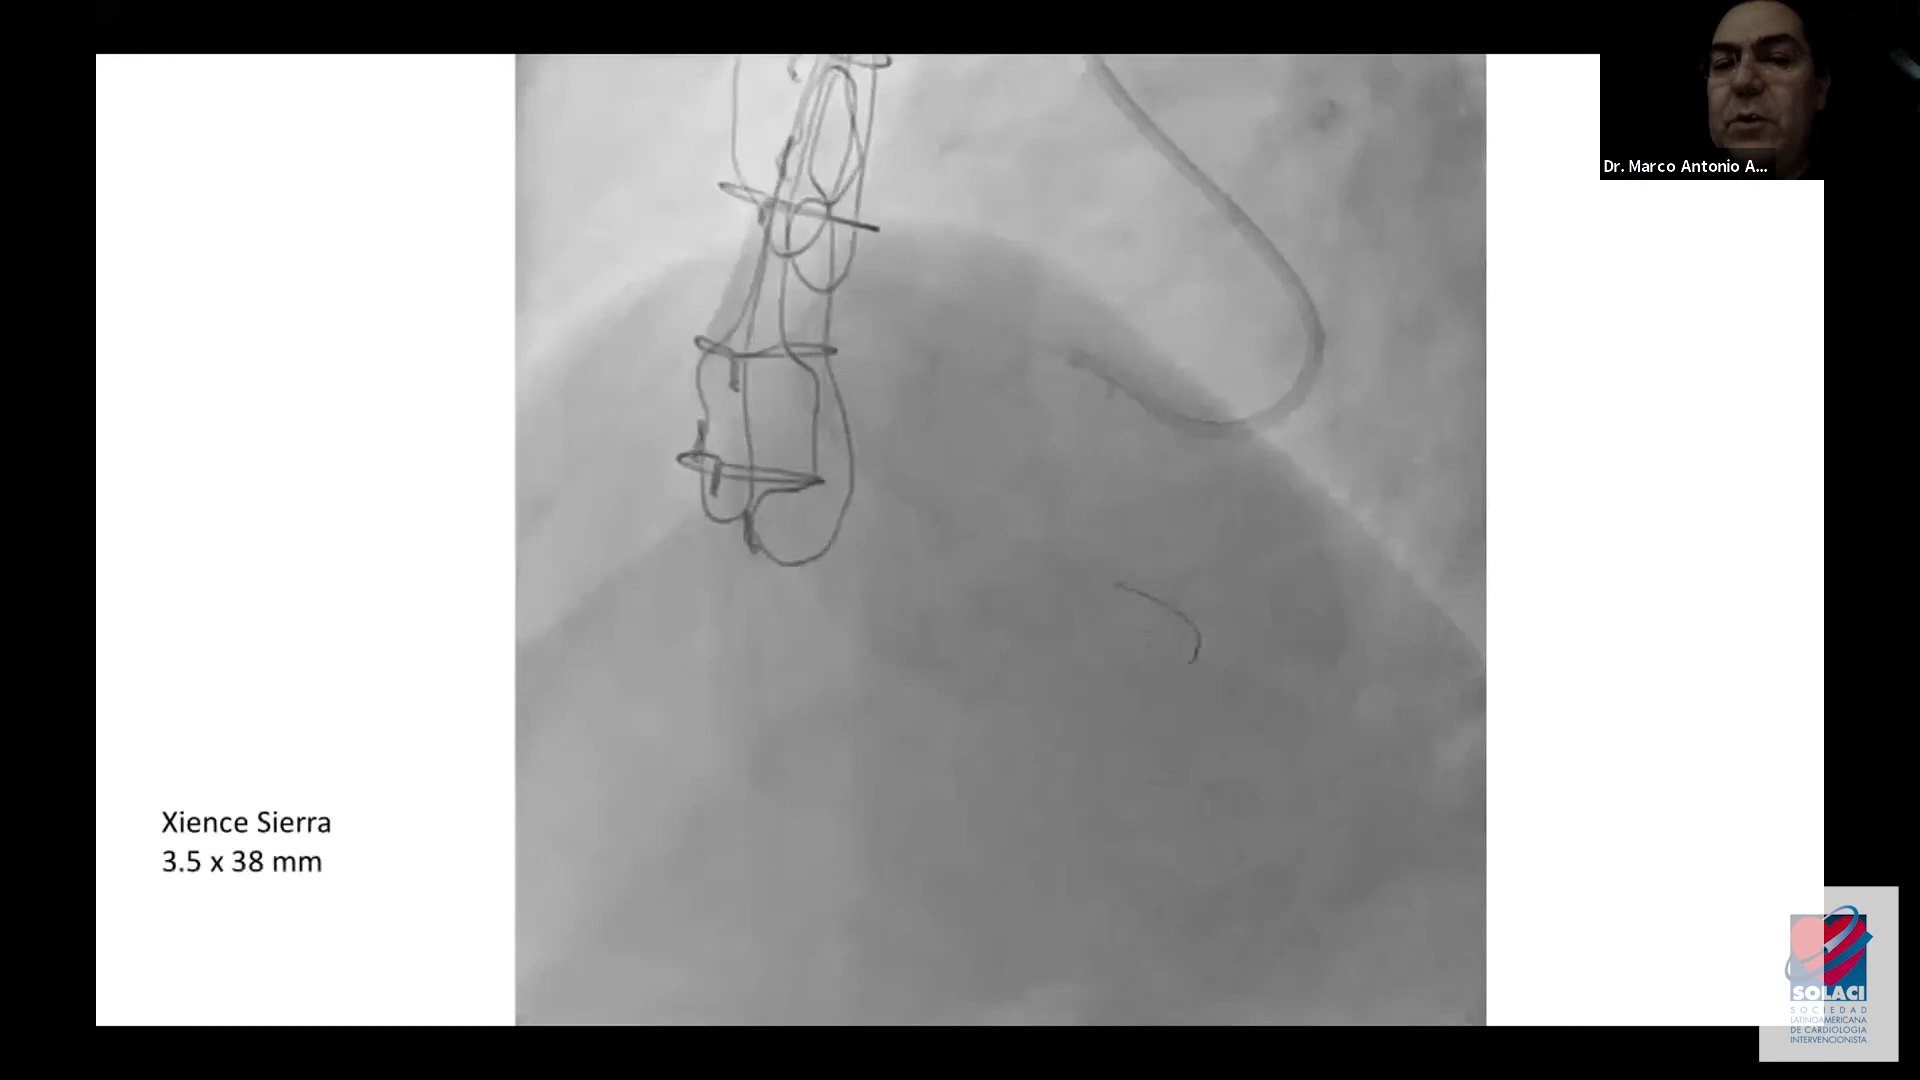 Dr. Marco Antonio A...
Xience Sierra
3.5 x 38 mm
SOLACI
SOCIEDAD
LATINOAMERICANA
DE CARDIOLOGIA
INTERVENCIONISTA